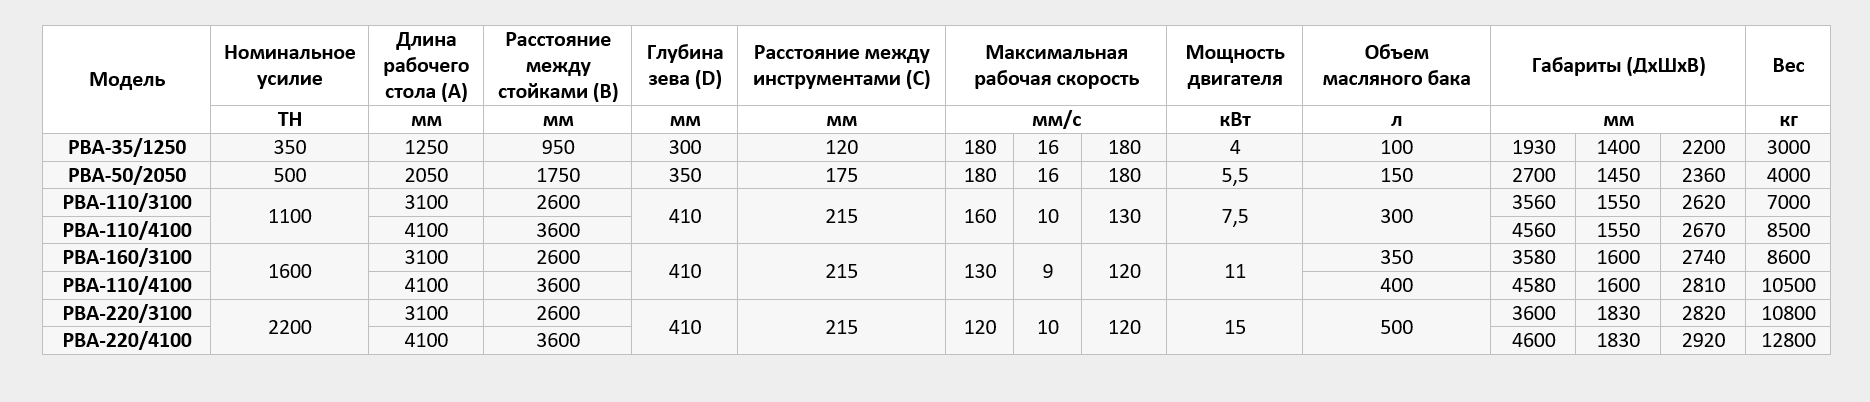 Модель Номинальное усилие Длина рабочего стола (A) Расстояние между стойками (B) Глубина зева (D) Расстояние между инструментами (C) Максимальная рабочая скорость Мощность двигателя Объем масляного бака Габариты (ДхШхВ) Вес
ТН мм мм мм мм мм/с кВт л мм кг
PBA-35/1250 350 1250 950 300 120 180 16 180 4 100 1930 1400 2200 3000
PBA-50/2050 500 2050 1750 350 175 180 16 180 5,5 150 2700 1450 2360 4000
PBA-110/3100 1100 3100 2600 410 215 160 10 130 7,5 300 3560 1550 2620 7000
PBA-110/4100 4100 3600 4560 1550 2670 8500
PBA-160/3100 1600 3100 2600 410 215 130 9 120 11 350 3580 1600 2740 8600
PBA-110/4100 4100 3600 400 4580 1600 2810 10500
PBA-220/3100 2200 3100 2600 410 215 120 10 120 15 500 3600 1830 2820 10800
PBA-220/4100 4100 3600 4600 1830 2920 12800